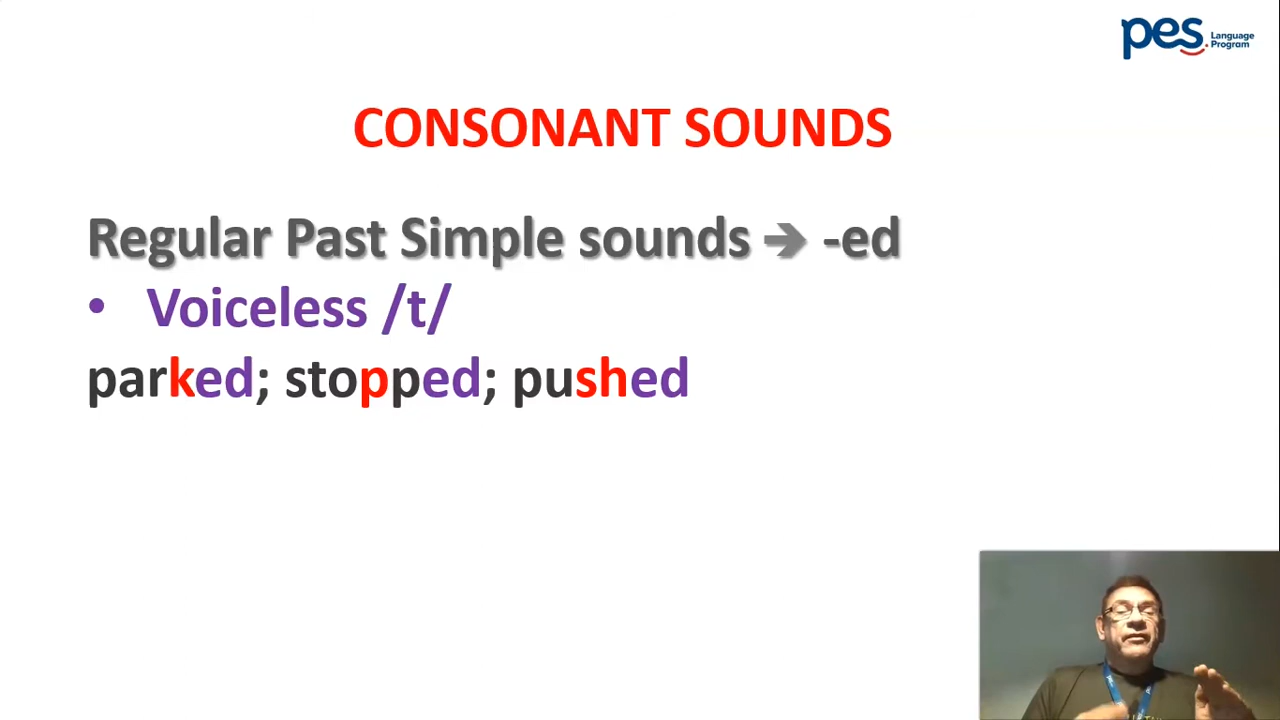 pes. Language
Program
CONSONANT SOUNDS
Regular Past Simple sounds ➔ -ed
• Voiceless /t/
parked; stopped; pushed